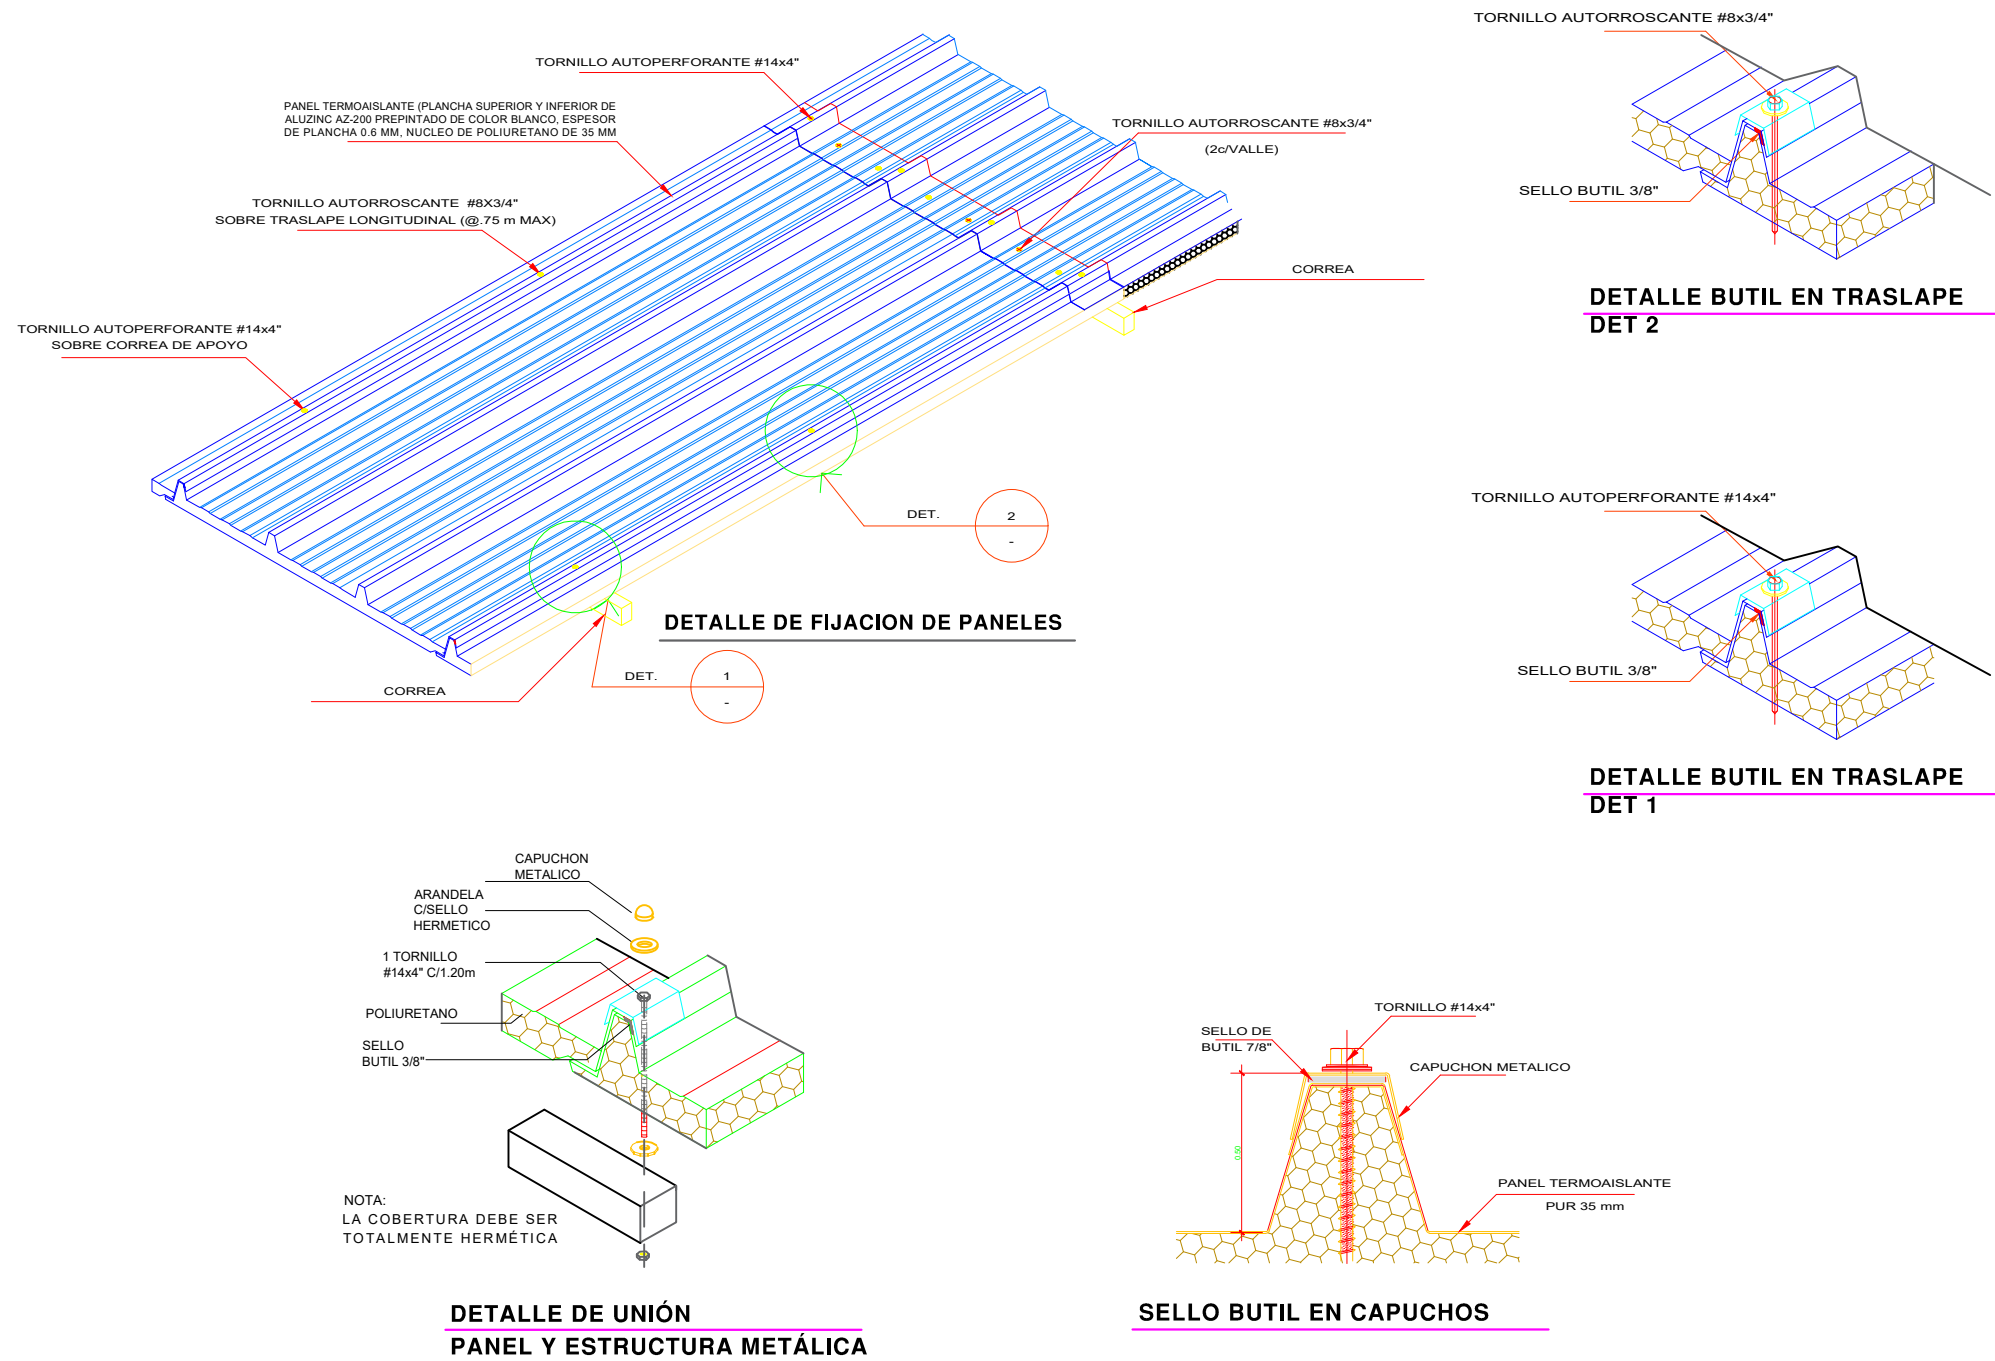 TORNILLO AUTOPERFORANTE #14x4"
PANEL TERMOAISLANTE (PLANCHA SUPERIOR Y INFERIOR DE
ALUZINC AZ-200 PREPINTADO DE COLOR BLANCO, ESPESOR
DE PLANCHA 0.6 MM, NUCLEO DE POLIURETANO DE 35 MM
TORNILLO AUTORROSCANTE #8x3/4"
(2c/VALLE)
TORNILLO AUTORROSCANTE #8X3/4"
SOBRE TRASLAPE LONGITUDINAL (@.75 m MAX)
CORREA
TORNILLO AUTOPERFORANTE #14x4"
SOBRE CORREA DE APOYO
DET.
2
-
DETALLE DE FIJACION DE PANELES
DET.
1
-
CORREA
TORNILLO AUTORROSCANTE #8x3/4"
SELLO BUTIL 3/8"
DETALLE BUTIL EN TRASLAPE
DET 2
TORNILLO AUTOPERFORANTE #14x4"
SELLO BUTIL 3/8"
DETALLE BUTIL EN TRASLAPE
DET 1
CAPUCHON
METALICO
ARANDELA
C/SELLO
HERMETICO
1 TORNILLO
#14x4" C/1.20m
POLIURETANO
SELLO
BUTIL 3/8"
NOTA:
LA COBERTURA DEBE SER
TOTALMENTE HERMÉTICA
DETALLE DE UNIÓN
PANEL Y ESTRUCTURA METÁLICA
TORNILLO #14x4"
SELLO DE
BUTIL 7/8"
CAPUCHON METALICO
0.50
PANEL TERMOAISLANTE
PUR 35 mm
SELLO BUTIL EN CAPUCHOS